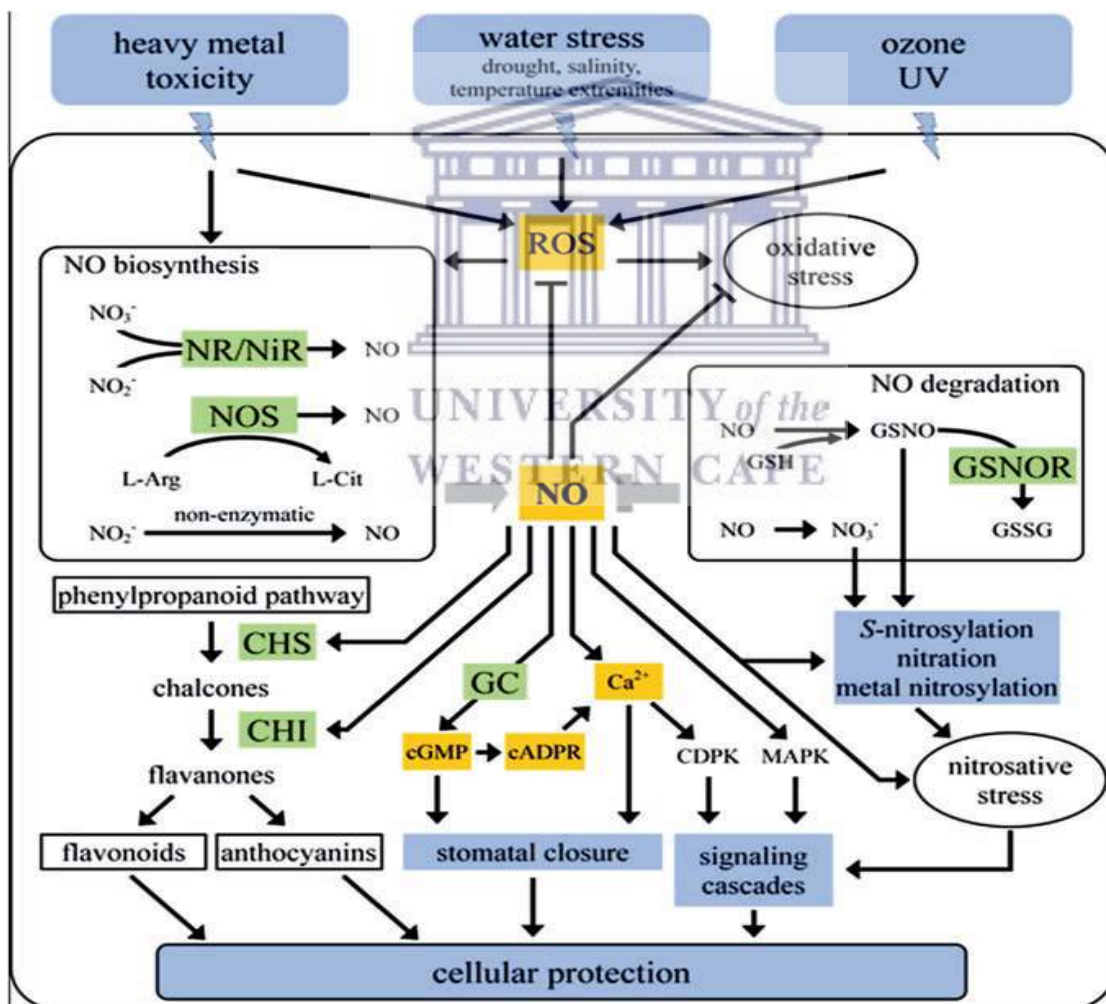 heavy metal
toxicity
water stress
drought, salinity,
temperature extremities
ozone
UV
ROS
oxidative
stress
NO biosynthesis
NO₃⁻
NR/NiR
NO
NO₂⁻
NOS
NO
L-Arg
L-Cit
NO₂⁻
non-enzymatic
NO
UNIVERSITY of the
WESTERN CAPE
NO
NO degradation
NO
GSNO
GSH
GSNOR
NO
NO₃⁻
GSSG
phenylpropanoid pathway
CHS
chalcones
CHI
flavanones
flavonoids
anthocyanins
GC
Ca²⁺
cGMP
cADPR
CDPK
MAPK
S-nitrosylation
nitration
metal nitrosylation
nitrosative
stress
stomatal closure
signaling
cascades
cellular protection